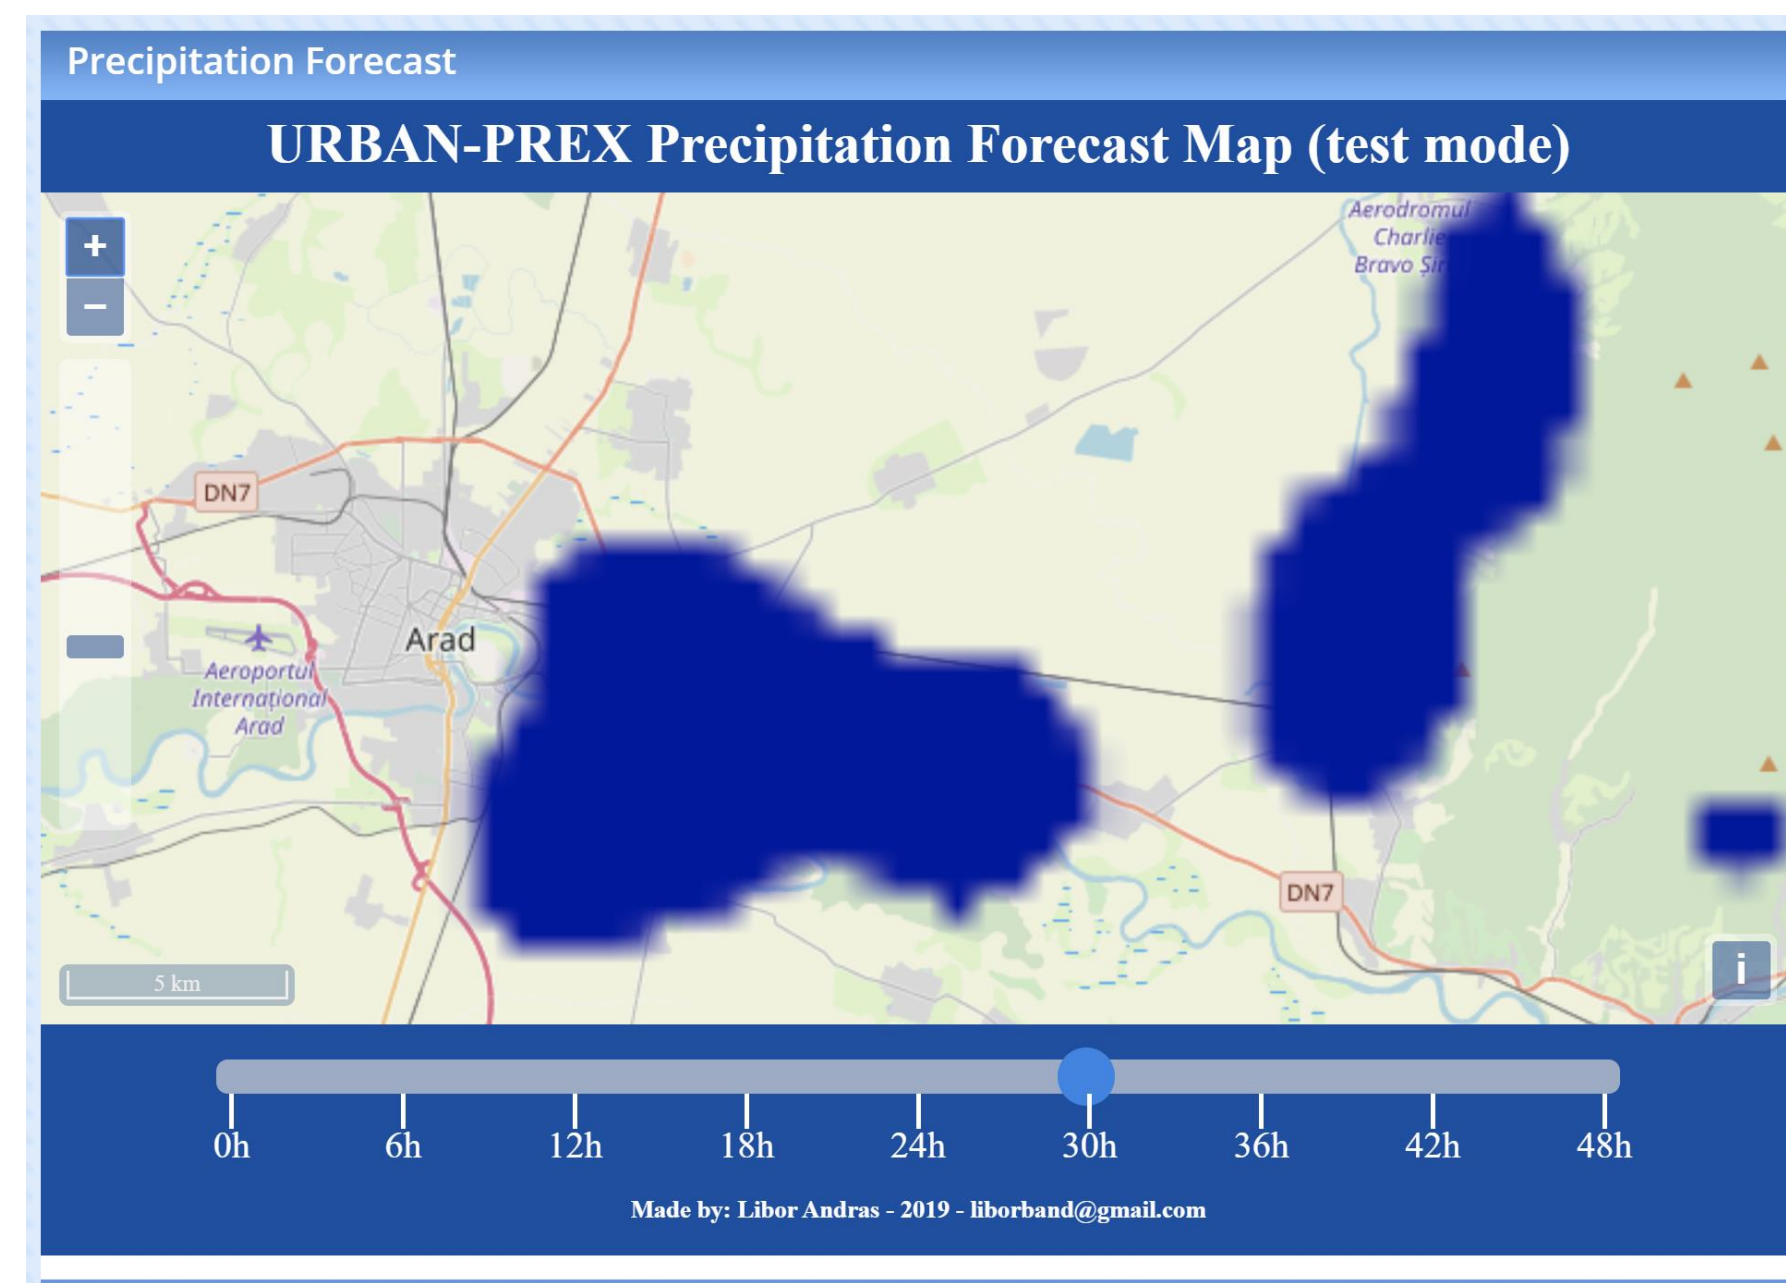 Precipitation Forecast
URBAN-PREX Precipitation Forecast Map (test mode)
Aerodromul
Charlie
Bravo
+
−
DN7
Arad
Aeroportul
Internațional
Arad
DN7
5 km
i
0h 6h 12h 18h 24h 30h 36h 42h 48h
Made by: Libor Andras - 2019 - liborband@gmail.com